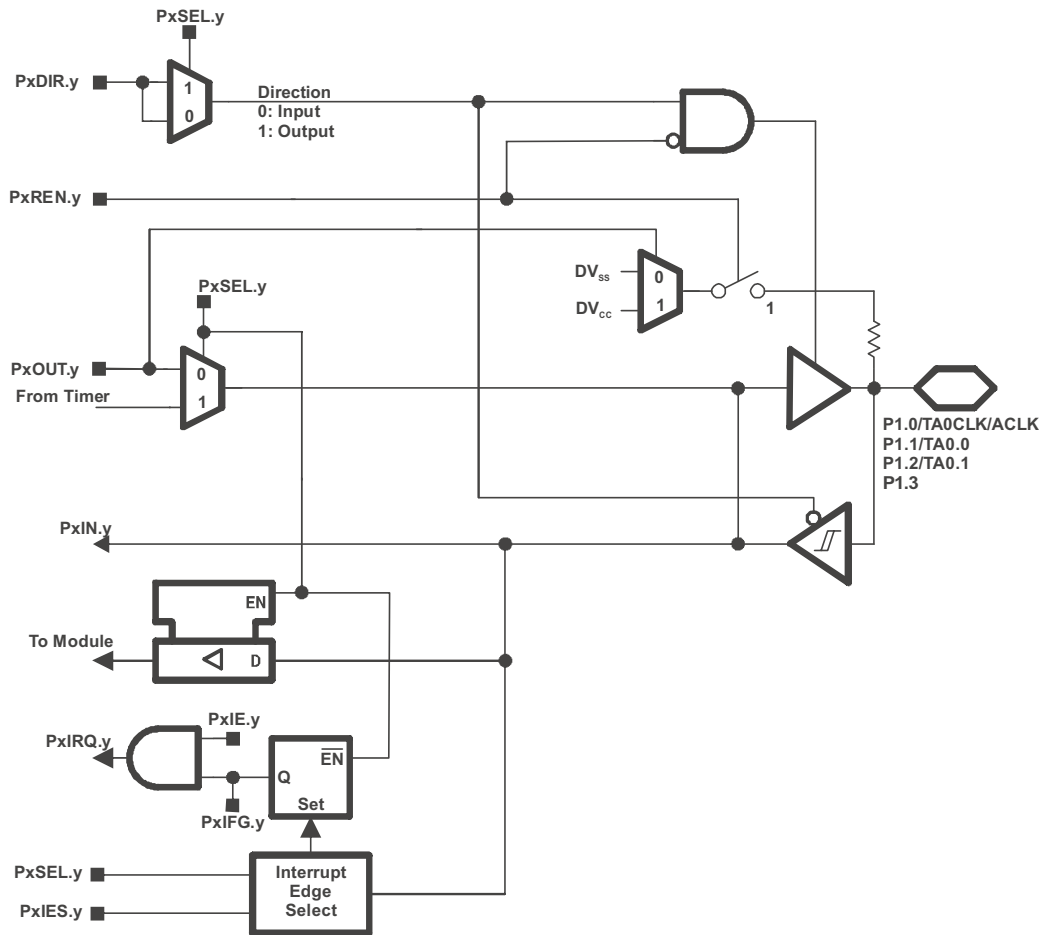 PxSEL.y
PxDIR.y
1
0
Direction
0: Input
1: Output
PxREN.y
DVss
0
DVcc
1
1
PxSEL.y
PxOUT.y
0
From Timer
1
P1.0/TA0CLK/ACLK
P1.1/TA0.0
P1.2/TA0.1
P1.3
PxIN.y
EN
To Module
D
PxIE.y
PxIRQ.y
EN
Q
PxIFG.y
Set
PxSEL.y
Interrupt
Edge
Select
PxIES.y